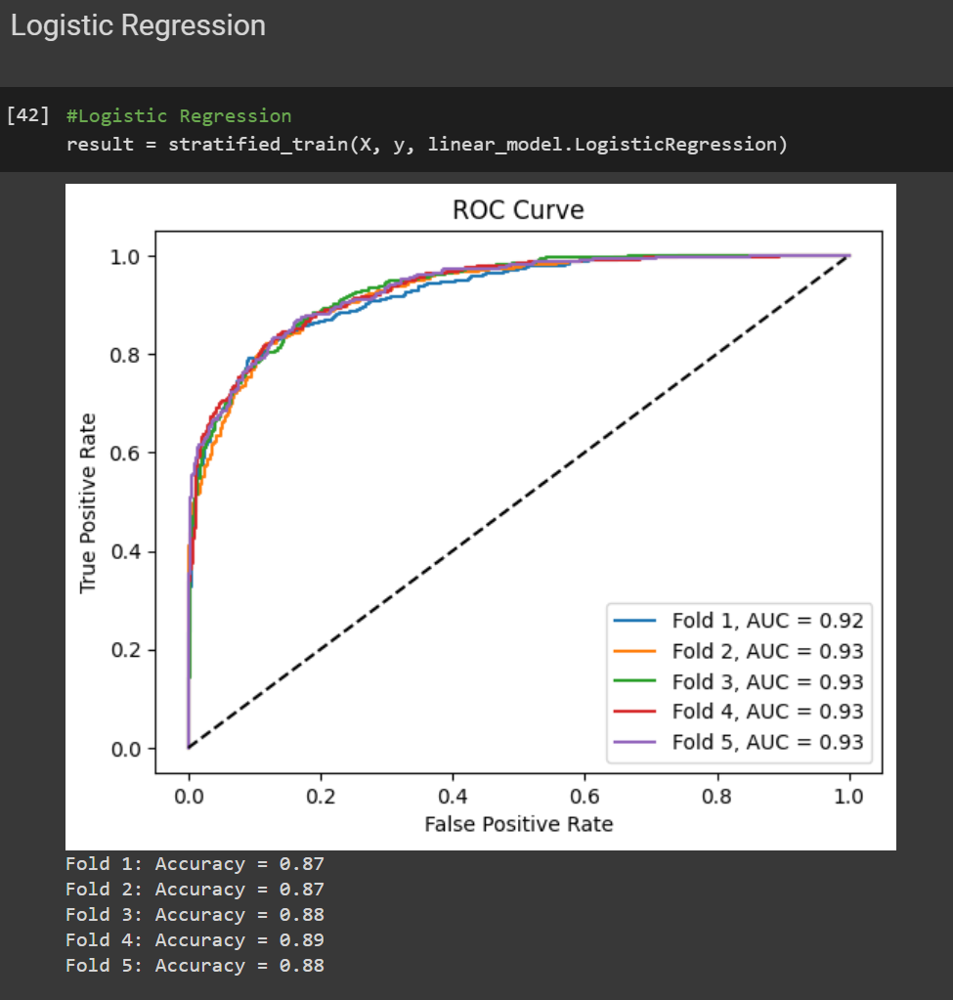 Logistic Regression
[42] #Logistic Regression
result = stratified_train(X, y, linear_model.LogisticRegression)
ROC Curve
1.0
0.8
0.6
0.4
0.2
0.0
True Positive Rate
Fold 1, AUC = 0.92
Fold 2, AUC = 0.93
Fold 3, AUC = 0.93
Fold 4, AUC = 0.93
Fold 5, AUC = 0.93
0.0 0.2 0.4 0.6 0.8 1.0
False Positive Rate
Fold 1: Accuracy = 0.87
Fold 2: Accuracy = 0.87
Fold 3: Accuracy = 0.88
Fold 4: Accuracy = 0.89
Fold 5: Accuracy = 0.88